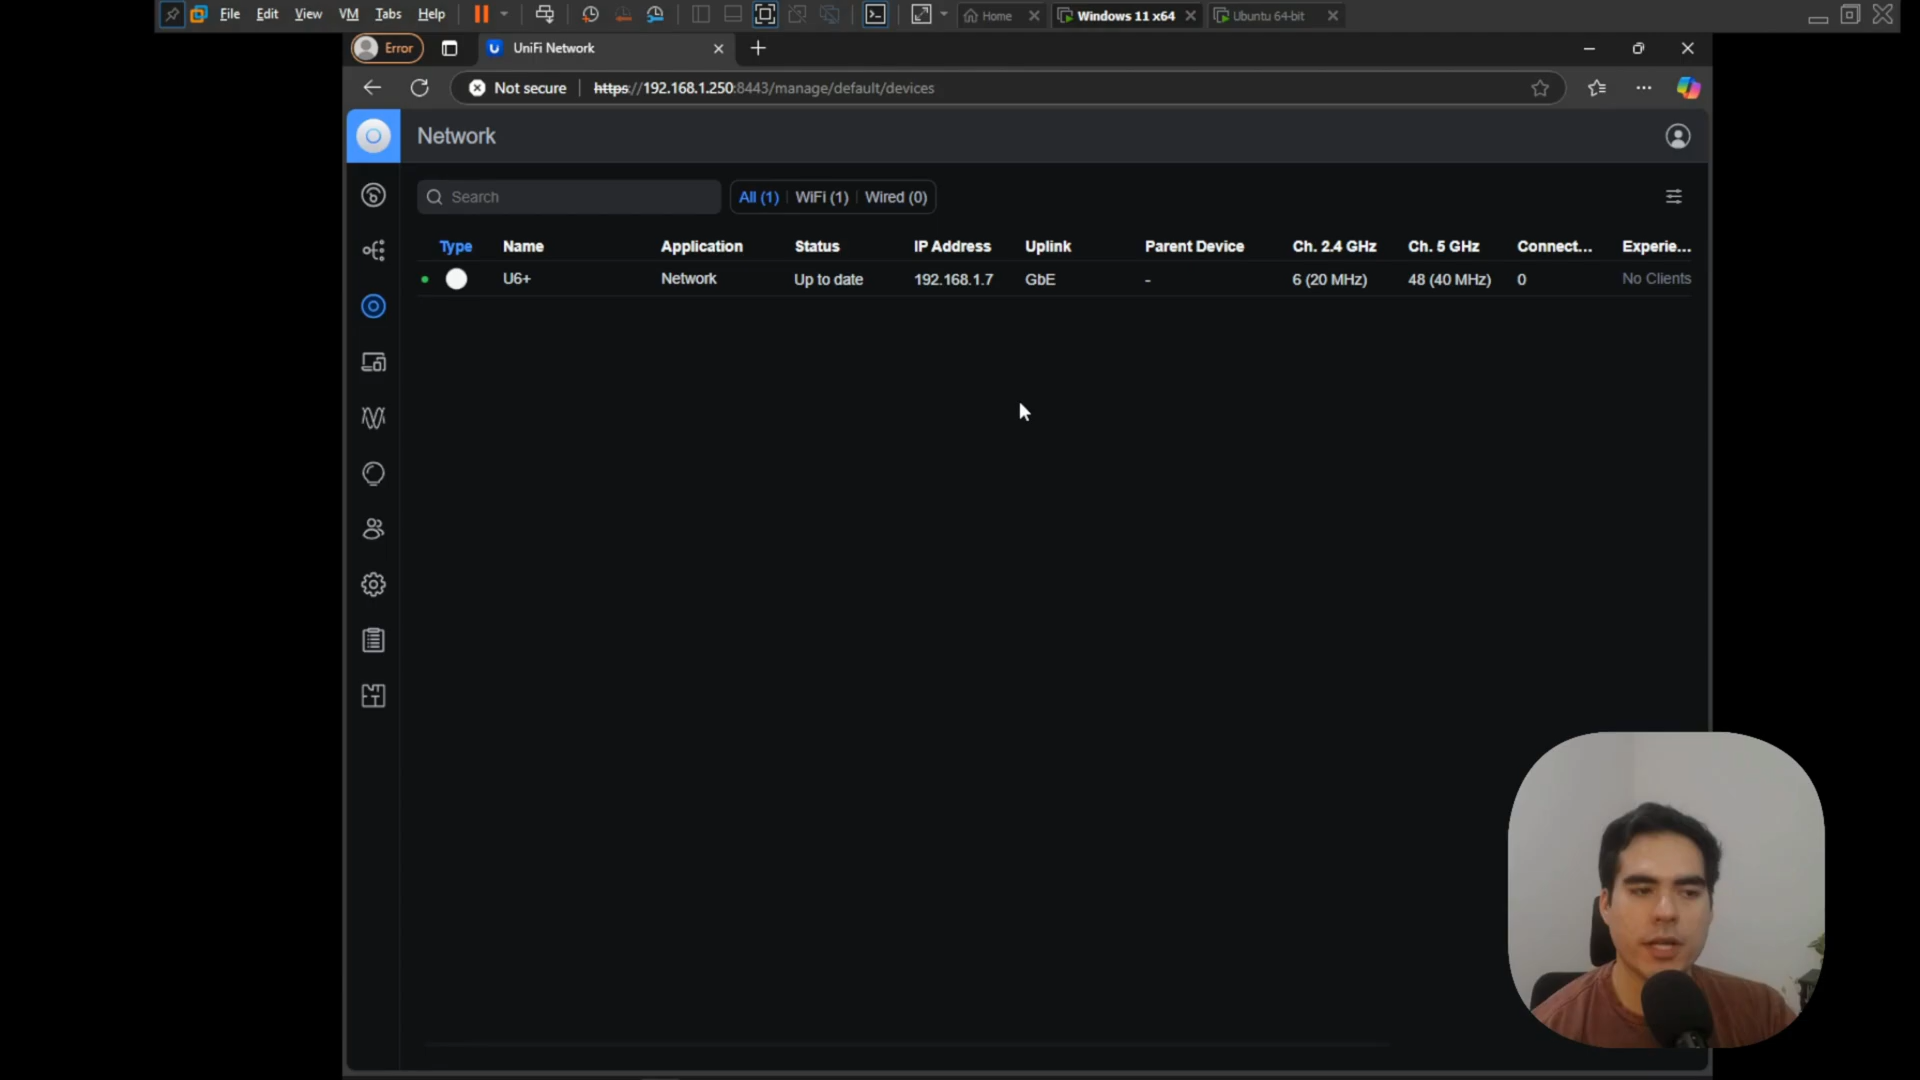 File Edit View VM Tabs Help Home Windows 11 x64 Ubuntu 64-bit
Error UniFi Network
Not secure https://192.168.1.250:8443/manage/default/devices
Network
Search All (1) WiFi (1) Wired (0)
Type Name Application Status IP Address Uplink Parent Device Ch. 2.4 GHz Ch. 5 GHz Connect... Experie...
U6+ Network Up to date 192.168.1.7 GbE - 6 (20 MHz) 48 (40 MHz) 0 No Clients